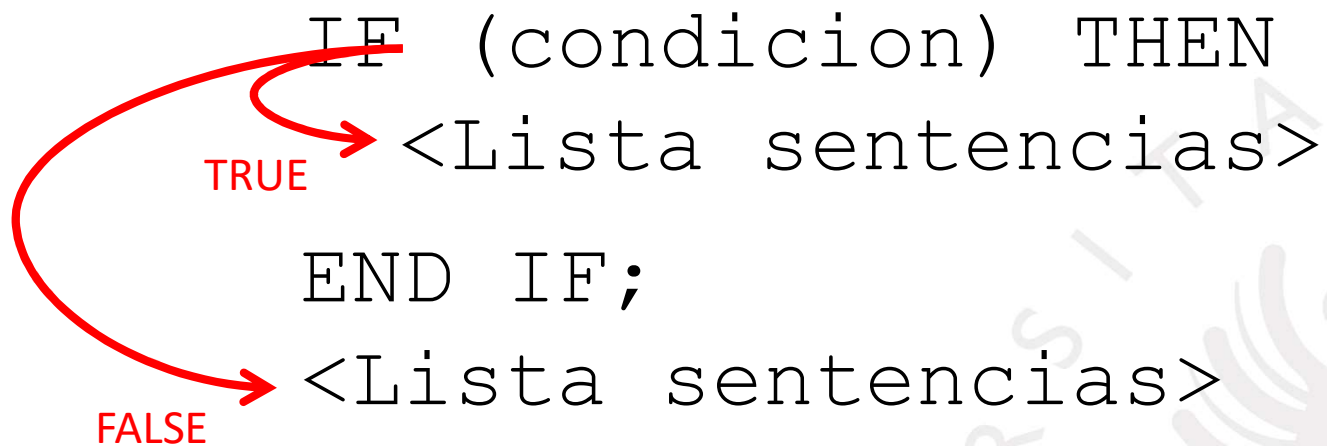 IF (condicion) THEN
<Lista sentencias>
TRUE
END IF;
<Lista sentencias>
FALSE